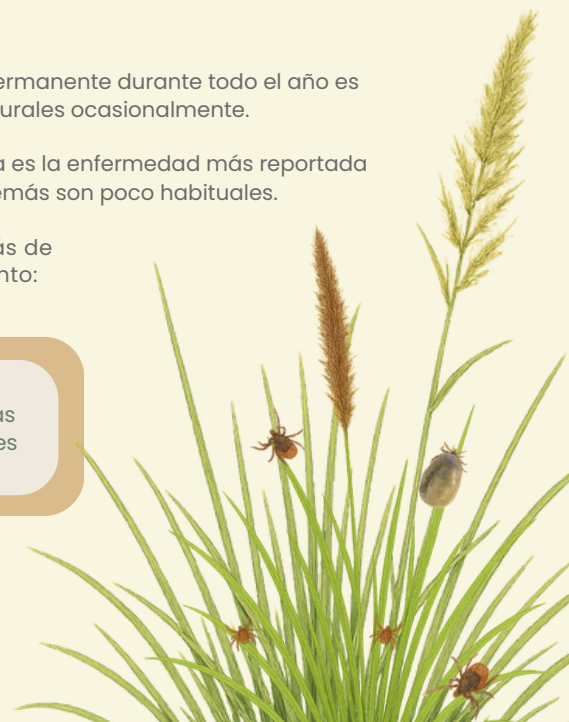 ermanente durante todo el año es
urales ocasionalmente.
a es la enfermedad más reportada
emás son poco habituales.
ás de
nto:
as
es